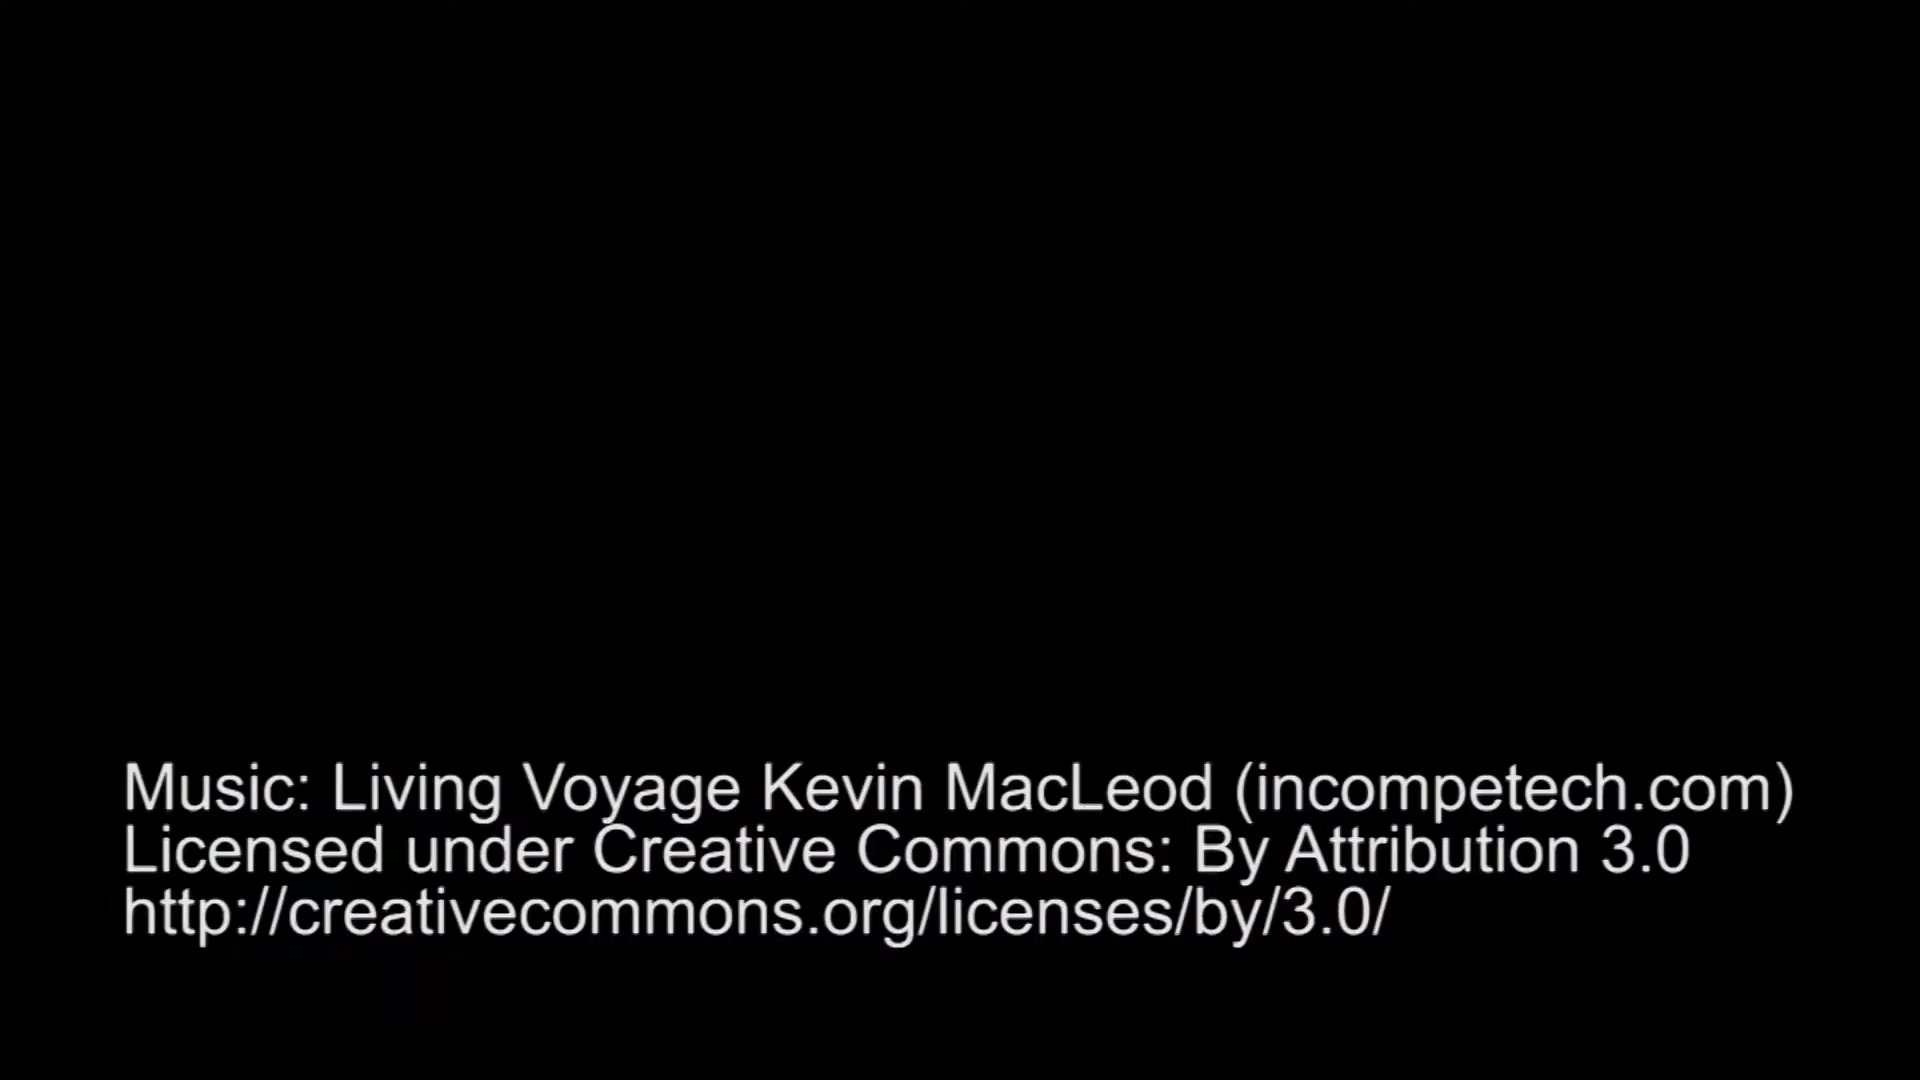 Music: Living Voyage Kevin MacLeod (incompetech.com)
Licensed under Creative Commons: By Attribution 3.0
http://creativecommons.org/licenses/by/3.0/